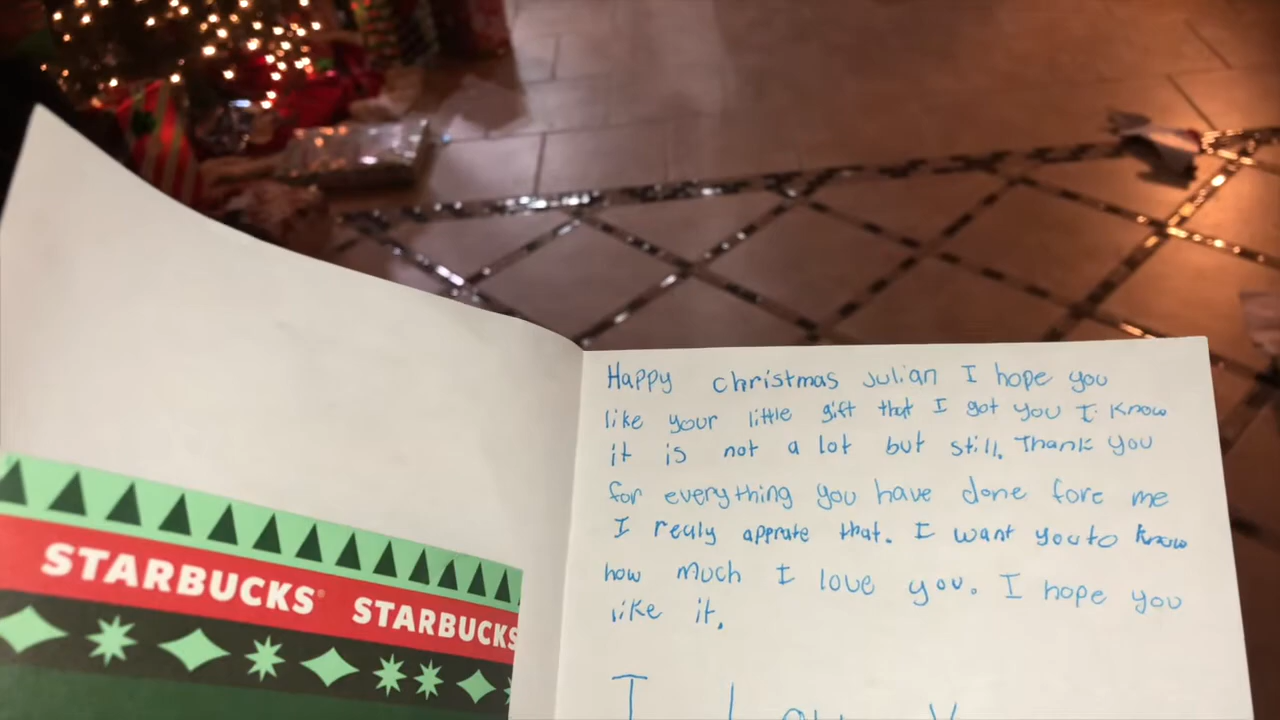 STARBUCKS® STARBUCKS
Happy christmas Julian I hope you
like your little gift that I got you I know
it is not a lot but still. Thank you
for everything you have done fore me
I realy apprate that. I want you to know
how much I love you. I hope you
like it.
I